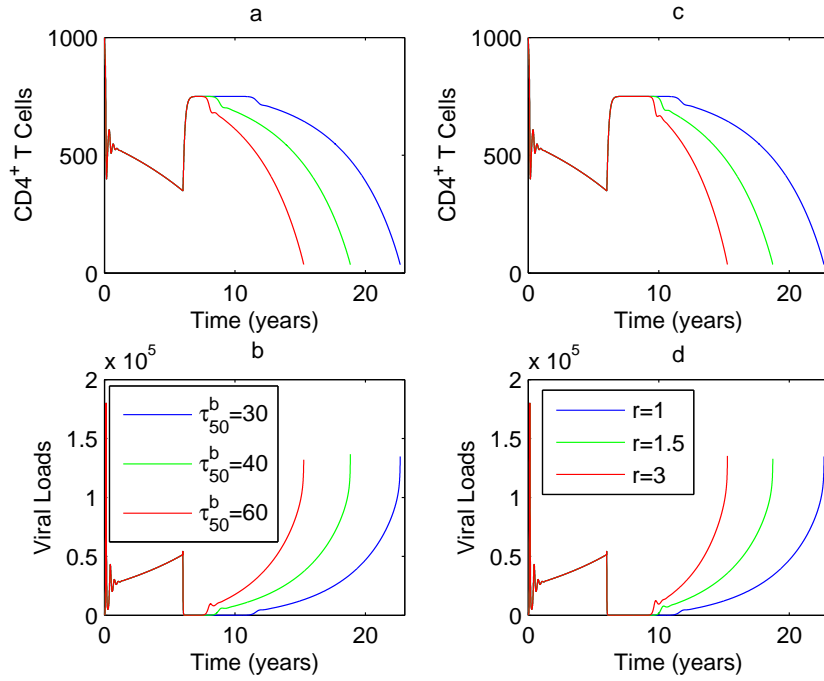 a
1000
500
0
CD4+ T Cells
0
10
20
Time (years)
c
1000
500
0
CD4+ T Cells
0
10
20
Time (years)
b
x 10^5
2
1.5
1
0.5
0
Viral Loads
τ^b_50=30
τ^b_50=40
τ^b_50=60
0
10
20
Time (years)
d
x 10^5
2
1.5
1
0.5
0
Viral Loads
r=1
r=1.5
r=3
0
10
20
Time (years)